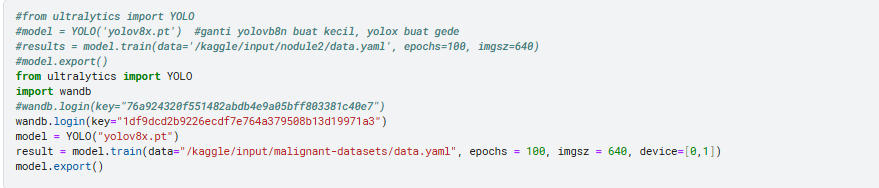 #from ultralytics import YOLO
#model = YOLO('yolov8x.pt')  #ganti yolovb8n buat kecil, yolox buat gede
#results = model.train(data='/kaggle/input/nodule2/data.yaml', epochs=100, imgsz=640)
#model.export()
from ultralytics import YOLO
import wandb
#wandb.login(key="76a924320f551482abdb4e9a05bff803381c40e7")
wandb.login(key="1df9dcd2b9226ecdf7e764a379508b13d19971a3")
model = YOLO("yolov8x.pt")
result = model.train(data="/kaggle/input/malignant-datasets/data.yaml", epochs = 100, imgsz = 640, device=[0,1])
model.export()